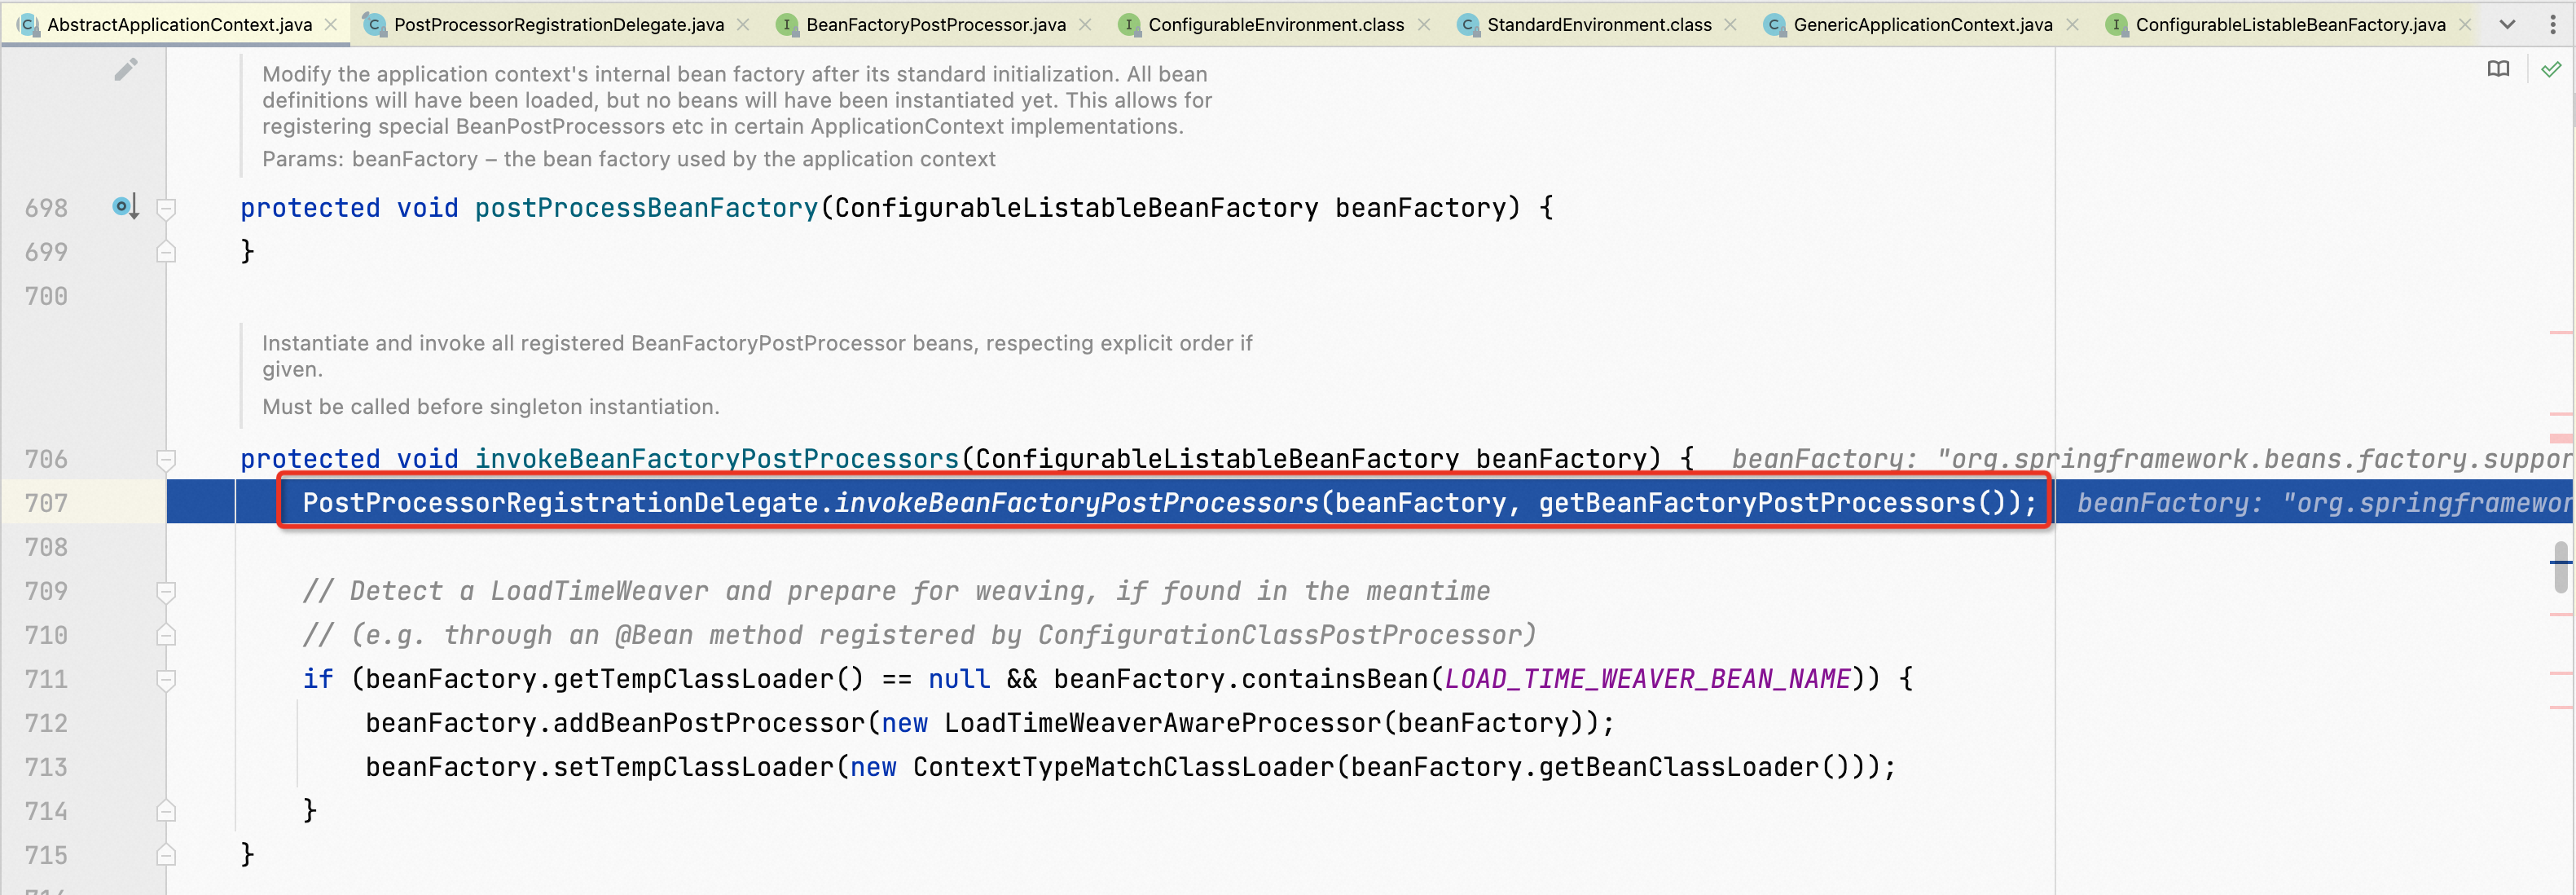 AbstractApplicationContext.java PostProcessorRegistrationDelegate.java BeanFactoryPostProcessor.java ConfigurableEnvironment.class StandardEnvironment.class GenericApplicationContext.java ConfigurableListableBeanFactory.java
Modify the application context's internal bean factory after its standard initialization. All bean
definitions will have been loaded, but no beans will have been instantiated yet. This allows for
registering special BeanPostProcessors etc in certain ApplicationContext implementations.
Params: beanFactory – the bean factory used by the application context
698 protected void postProcessBeanFactory(ConfigurableListableBeanFactory beanFactory) {
699 }
700
Instantiate and invoke all registered BeanFactoryPostProcessor beans, respecting explicit order if
given.
Must be called before singleton instantiation.
706 protected void invokeBeanFactoryPostProcessors(ConfigurableListableBeanFactory beanFactory) { beanFactory: "org.springframework.beans.factory.suppor
707 PostProcessorRegistrationDelegate.invokeBeanFactoryPostProcessors(beanFactory, getBeanFactoryPostProcessors()); beanFactory: "org.springframewor
708
709 // Detect a LoadTimeWeaver and prepare for weaving, if found in the meantime
710 // (e.g. through an @Bean method registered by ConfigurationClassPostProcessor)
711 if (beanFactory.getTempClassLoader() == null && beanFactory.containsBean(LOAD_TIME_WEAVER_BEAN_NAME)) {
712 beanFactory.addBeanPostProcessor(new LoadTimeWeaverAwareProcessor(beanFactory));
713 beanFactory.setTempClassLoader(new ContextTypeMatchClassLoader(beanFactory.getBeanClassLoader()));
714 }
715 }